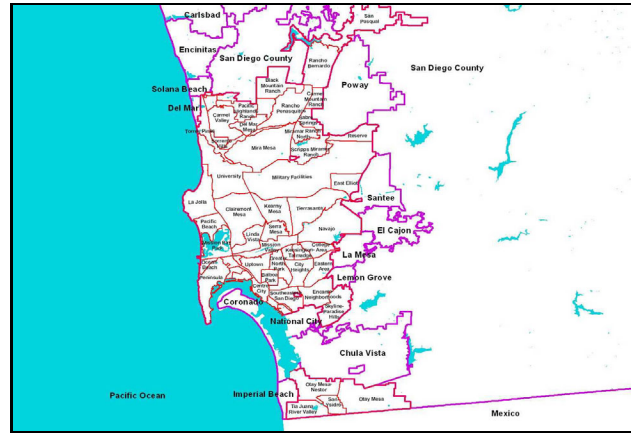 Carlsbad
San
Pasqual
Encinitas
San Diego County
Rancho
Bernardo
San Diego County
Poway
Black
Mountain
Ranch
Solana Beach
Carmel
Mountain
Ranch
Del Mar
Pacific
Highlands
Ranch
Rancho
Penasquitos
Carmel
Valley
Sabre
Springs
Del Mar
Mesa
Torrey Pines
Miramar Ranch
North
Reserve
Mira Mesa
Scripps Miramar
Ranch
University
Military Facilities
East Elliott
La Jolla
Santee
Clairemont
Mesa
Kearny
Mesa
Tierrasanta
Pacific
Beach
Navajo
El Cajon
Linda
Vista
Serra
Mesa
Mission Bay
Park
Mission
Valley
College
Area
La Mesa
Kensington-
Talmadge
Ocean
Beach
Uptown
Greater
North
Park
City
Heights
Eastern
Area
Peninsula
Balboa
Park
Lemon Grove
Centre
City
Coronado
Southeastern
San Diego
Encanto
Neighborhoods
Skyline-
Paradise
Hills
National City
Chula Vista
Pacific Ocean
Imperial Beach
Otay Mesa-
Nestor
Tia Juana
River Valley
San
Ysidro
Otay Mesa
Mexico